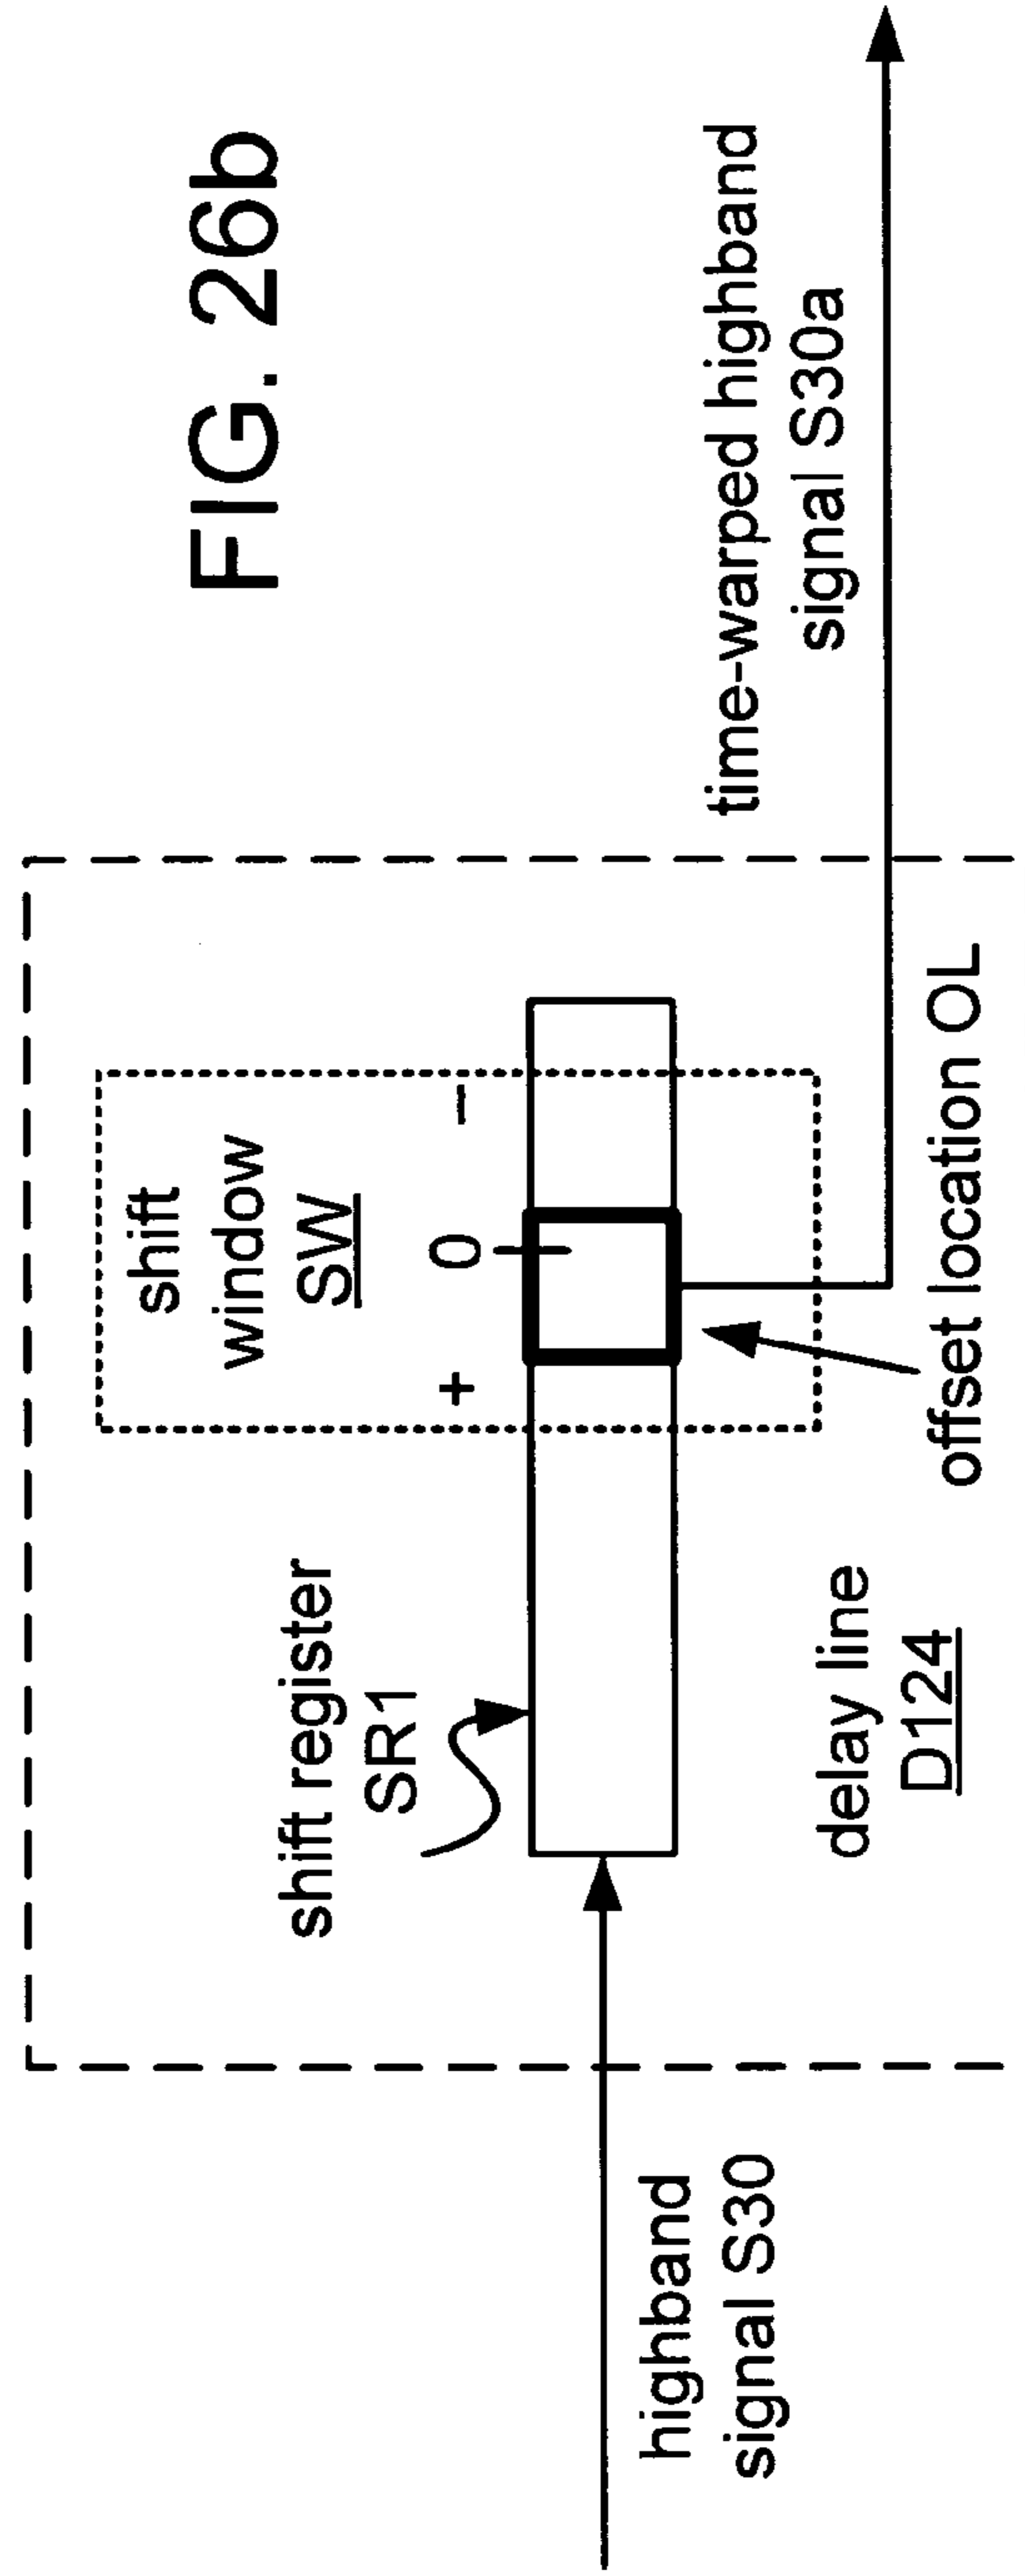 FIG. 26b
shift
window
SW
+ 0 −
shift register
SR1
highband
signal S30
delay line
D124
offset location OL
time-warped highband
signal S30a